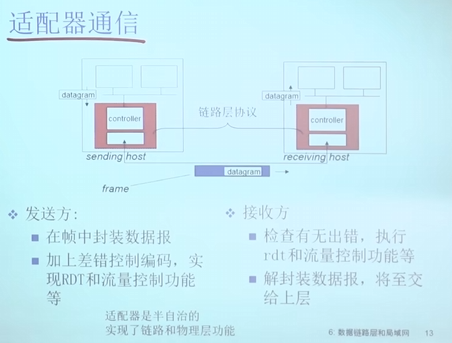 适配器通信
datagram
controller
链路层协议
datagram
controller
sending host
receiving host
datagram
frame
❖ 发送方:
■ 在帧中封装数据报
■ 加上差错控制编码，实
现RDT和流量控制功能
等
适配器是半自治的
实现了链路和物理层功能
❖ 接收方
■ 检查有无出错，执行
rdt和流量控制功能等
■ 解封装数据报，将至交
给上层
6: 数据链路层和局域网
13